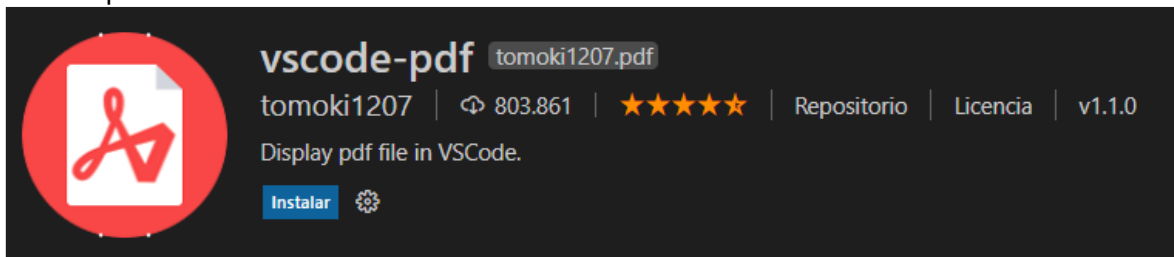 vscode-pdf tomoki1207.pdf
tomoki1207 803.861 Repositorio Licencia v1.1.0
Display pdf file in VSCode.
Instalar